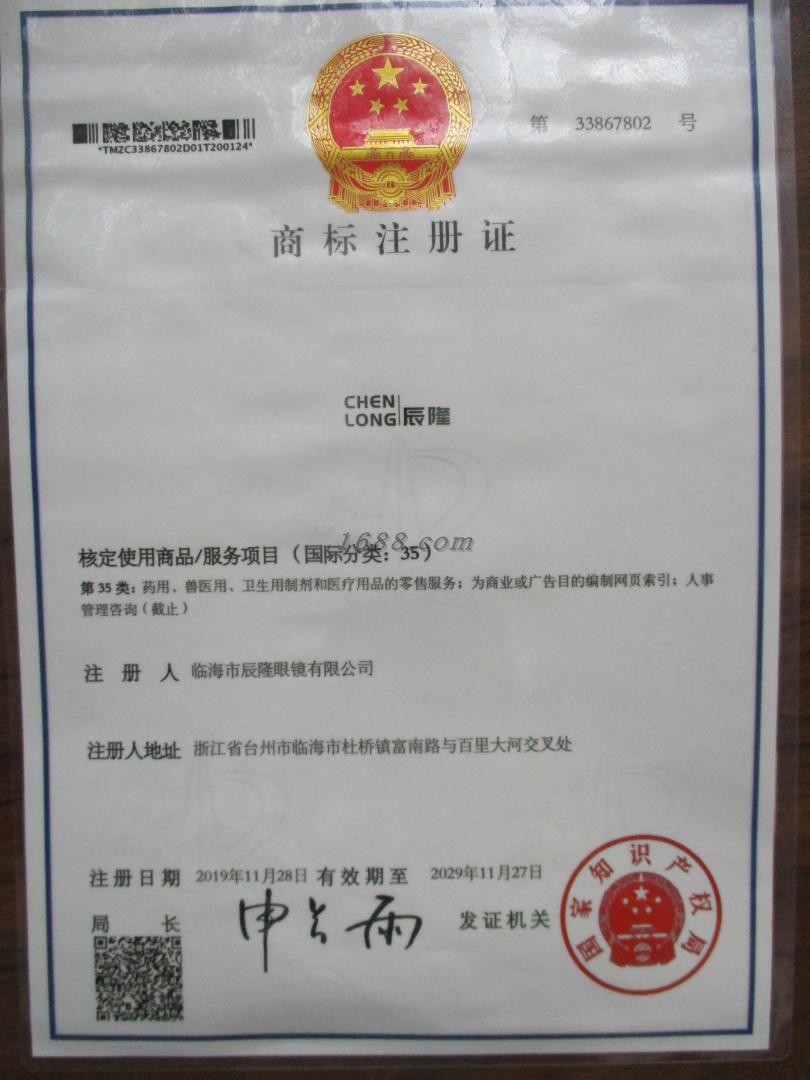 第 33867802 号
*TMZC33867802D01T200124*
商标注册证
CHEN
LONG 辰隆
1688.com
核定使用商品/服务项目（国际分类：35）
第 35 类：药用、兽医用、卫生用制剂和医疗用品的零售服务；为商业或广告目的编制网页索引；人事
管理咨询（截止）
注 册 人 临海市辰隆眼镜有限公司
注册人地址 浙江省台州市临海市杜桥镇富南路与百里大河交叉处
注册日期 2019年11月28日 有效期至 2029年11月27日
局 长 申长雨 发证机关
国家知识产权局